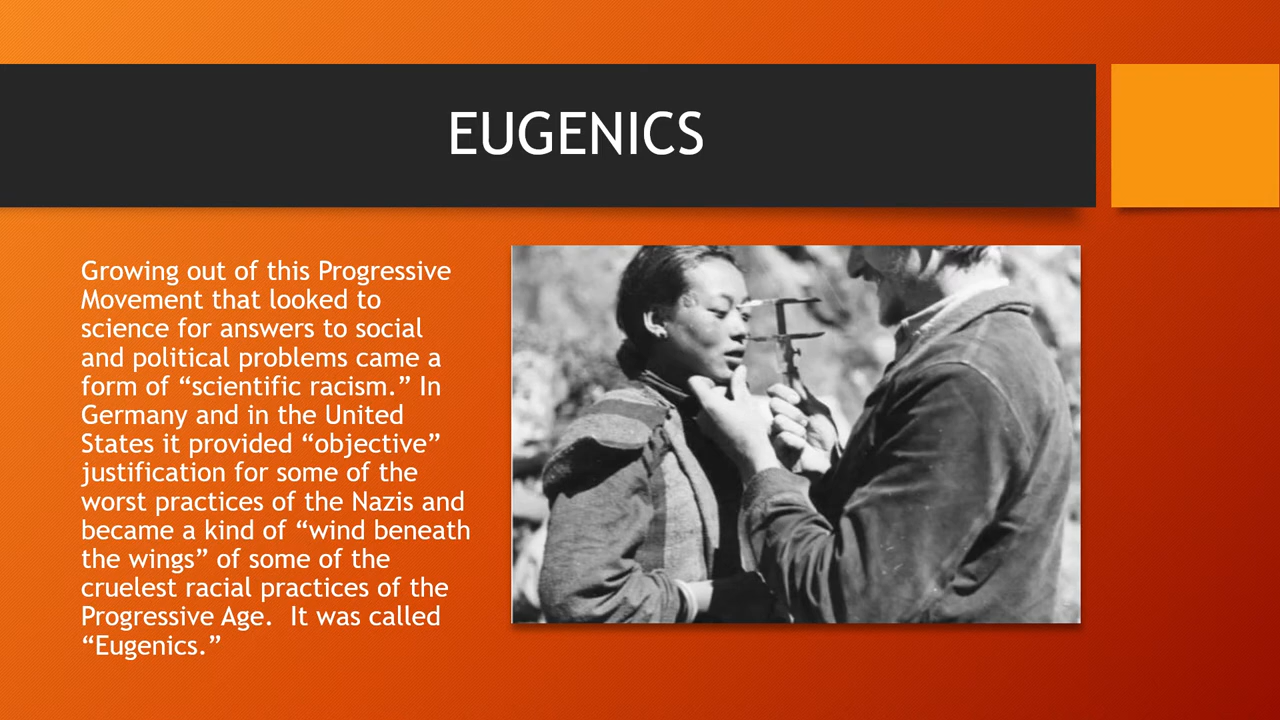 EUGENICS
Growing out of this Progressive
Movement that looked to
science for answers to social
and political problems came a
form of “scientific racism.” In
Germany and in the United
States it provided “objective”
justification for some of the
worst practices of the Nazis and
became a kind of “wind beneath
the wings” of some of the
cruelest racial practices of the
Progressive Age.  It was called
“Eugenics.”